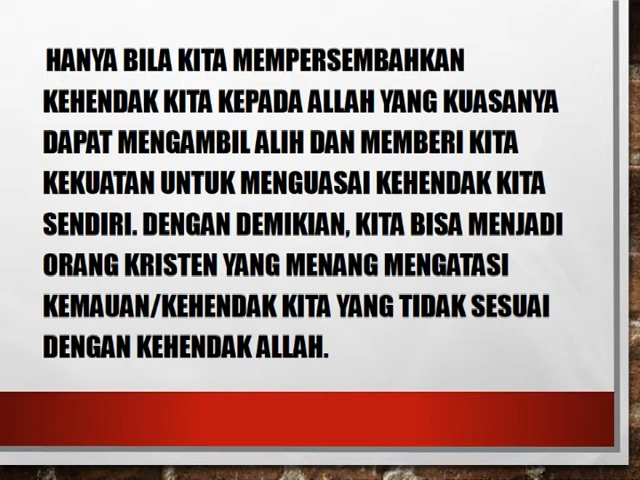 HANYA BILA KITA MEMPERSEMBAHKAN
KEHENDAK KITA KEPADA ALLAH YANG KUASANYA
DAPAT MENGAMBIL ALIH DAN MEMBERI KITA
KEKUATAN UNTUK MENGUASAI KEHENDAK KITA
SENDIRI. DENGAN DEMIKIAN, KITA BISA MENJADI
ORANG KRISTEN YANG MENANG MENGATASI
KEMAUAN/KEHENDAK KITA YANG TIDAK SESUAI
DENGAN KEHENDAK ALLAH.